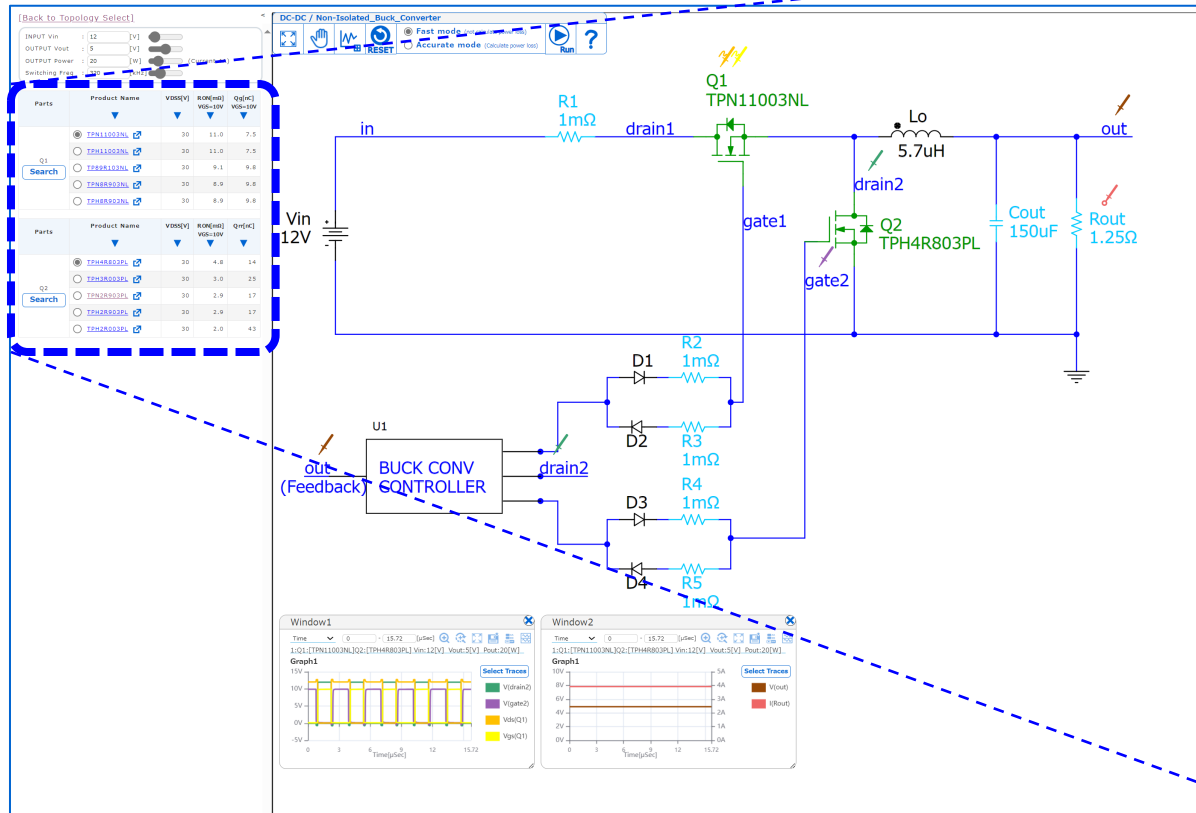 [Back to Topology Select]
<
INPUT Vin : 12 [V]
OUTPUT Vout : 5 [V]
OUTPUT Power : 20 [W]
Switching Freq
DC-DC / Non-Isolated_Buck_Converter
RESET
Fast mode
Accurate mode (Calculate power loss)
Run
?
Parts Product Name VDSS[V] RON[mΩ] VGS=10V Qg[nC] VGS=10V
Q1
Search
TPN11003NL 30 11.0 7.5
TPH11003NL 30 11.0 7.5
TP89R103NL 30 9.1 9.8
TPN8R903NL 30 8.9 9.8
TPH8R903NL 30 8.9 9.8
Parts Product Name VDSS[V] RON[mΩ] VGS=10V Qrr[nC]
Q2
Search
TPH4R803PL 30 4.8 14
TPH3R003PL 30 3.0 25
TPN2R903PL 30 2.9 17
TPH2R903PL 30 2.9 17
TPH2R003PL 30 2.0 43
Q1
TPN11003NL
R1
1mΩ
in
drain1
Lo
5.7uH
out
drain2
Vin
12V
+
gate1
Q2
TPH4R803PL
gate2
Cout
150uF
Rout
1.25Ω
D1
R2
1mΩ
D2
R3
1mΩ
U1
BUCK CONV
CONTROLLER
out
(Feedback)
drain2
D3
R4
1mΩ
D4
R5
1mΩ
Window1
Time 0 - 15.72 [μSec]
1:Q1:[TPN11003NL]Q2:[TPH4R803PL] Vin:12[V] Vout:5[V] Pout:20[W]
Graph1
Select Traces
15V
10V
5V
0V
-5V
0 3 6 9 12 15.72
Time[μSec]
V(drain2)
V(gate2)
Vds(Q1)
Vgs(Q1)
Window2
Time 0 - 15.72 [μSec]
1:Q1:[TPN11003NL]Q2:[TPH4R803PL] Vin:12[V] Vout:5[V] Pout:20[W]
Graph1
Select Traces
10V 5A
8V 4A
6V 3A
4V 2A
2V 1A
0V 0A
0 3 6 9 12 15.72
Time[μSec]
V(out)
I(Rout)